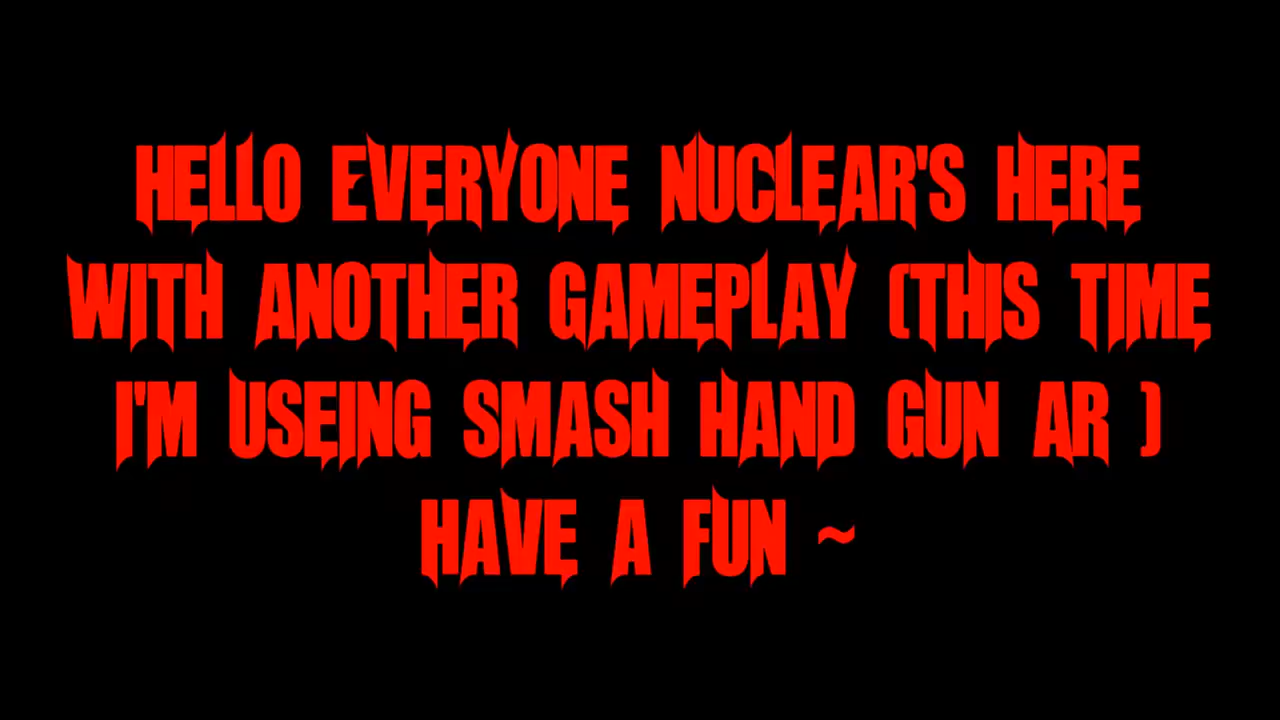 HELLO EVERYONE NUCLEAR'S HERE
WITH ANOTHER GAMEPLAY (THIS TIME
I'M USEING SMASH HAND GUN AR )
HAVE A FUN ~